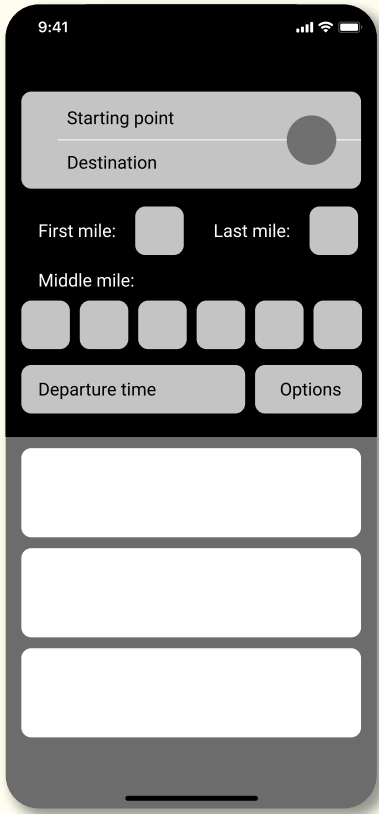 9:41
Starting point
Destination
First mile: Last mile:
Middle mile:
Departure time Options